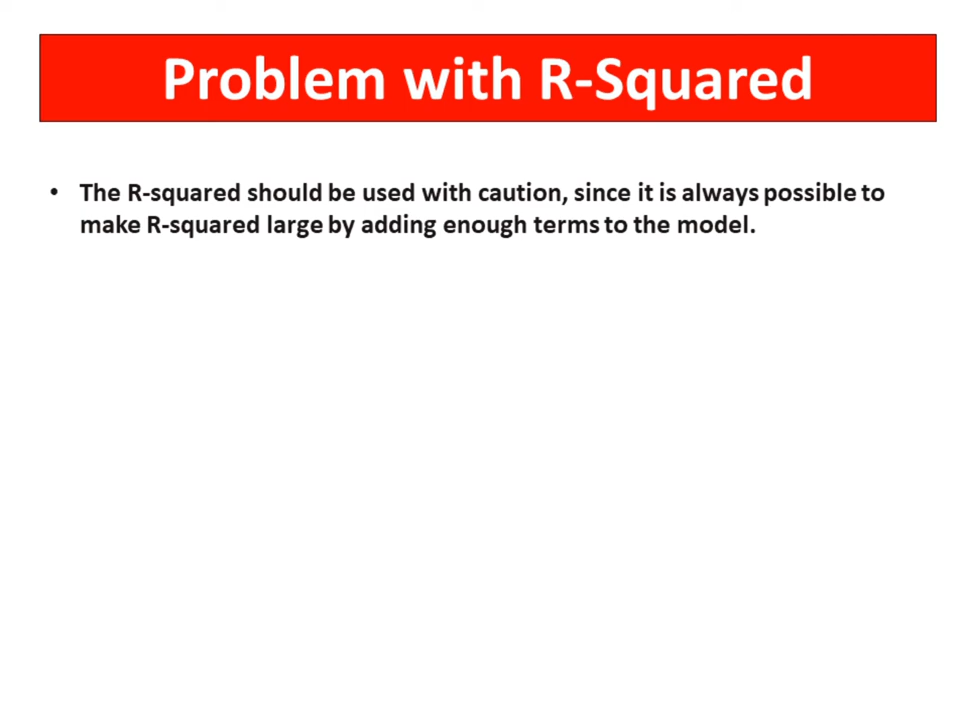 Problem with R-Squared
• The R-squared should be used with caution, since it is always possible to
make R-squared large by adding enough terms to the model.